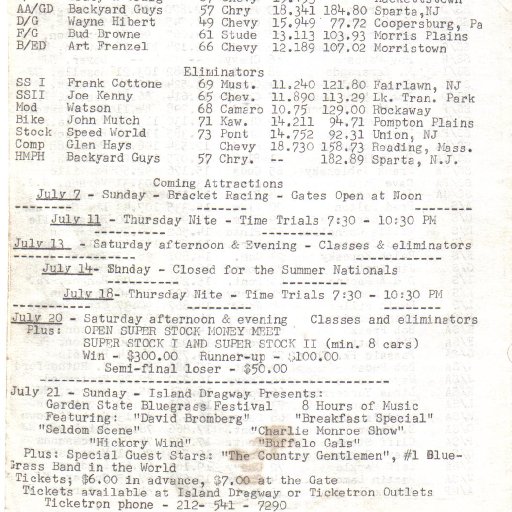 AA/GD Backyard Guys 57 Chry 18.341 184.80 Sparta,NJ
D/G Wayne Hibert 49 Chevy 15.949 77.72 Coopersburg, Pa
F/G Bud Browne 61 Stude 13.113 103.93 Morris Plains
B/ED Art Frenzel 66 Chevy 12.189 107.02 Morristown
Eliminators
SS I Frank Cottone 69 Must. 11.240 121.80 Fairlawn, NJ
SSII Joe Kenny 65 Chev. 11.890 113.29 Lk. Tran. Park
Mod Watson 68 Camaro 10.75 129.00 Rockaway
Bike John Mutch 71 Kaw. 14.211 94.71 Pompton Plains
Stock Speed World 73 Pont 14.752 92.31 Union, NJ
Comp Glen Hays Chevy 18.730 158.73 Reading, Mass.
HMPH Backyard Guys 57 Chry. -- 182.89 Sparta, N.J.
Coming Attractions
July 7 - Sunday - Bracket Racing - Gates Open at Noon
July 11 - Thursday Nite - Time Trials 7:30 - 10:30 PM
July 13 - Saturday afternoon & Evening - Classes & eliminators
July 14- Sunday - Closed for the Summer Nationals
July 18- Thursday Nite - Time Trials 7:30 - 10:30 PM
July 20 - Saturday afternoon & evening Classes and eliminators
Plus: OPEN SUPER STOCK MONEY MEET
SUPER STOCK I AND SUPER STOCK II (min. 8 cars)
Win - $300.00 Runner-up - $100.00
Semi-final loser - $50.00
July 21 - Sunday - Island Dragway Presents:
Garden State Bluegrass Festival 8 Hours of Music
Featuring: "David Bromberg" "Breakfast Special"
"Seldom Scene" "Charlie Monroe Show"
"Hickory Wind" "Buffalo Gals"
Plus: Special Guest Stars: "The Country Gentlemen", #1 Blue-
Grass Band in the World
Tickets; $6.00 in advance, $7.00 at the Gate
Tickets available at Island Dragway or Ticketron Outlets
Ticketron phone - 212- 541 - 7290